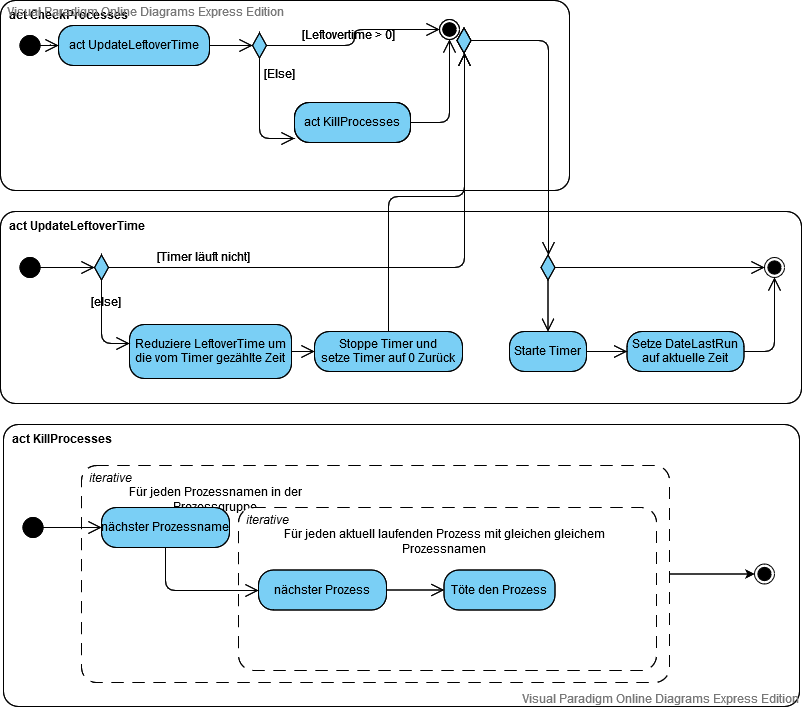 Visual Paradigm Online Diagrams Express Edition
act CheckProcesses
[Leftovertime > 0]
act UpdateLeftoverTime
[Else]
act KillProcesses
act UpdateLeftoverTime
[Timer läuft nicht]
[else]
Reduziere LeftoverTime um
die vom Timer gezählte Zeit
Stoppe Timer und
setze Timer auf 0 Zurück
Starte Timer
Setze DateLastRun
auf aktuelle Zeit
act KillProcesses
iterative
Für jeden Prozessnamen in der
Prozessgruppe
nächster Prozessname
iterative
Für jeden aktuell laufenden Prozess mit gleichen gleichem
Prozessnamen
nächster Prozess
Töte den Prozess
Visual Paradigm Online Diagrams Express Edition